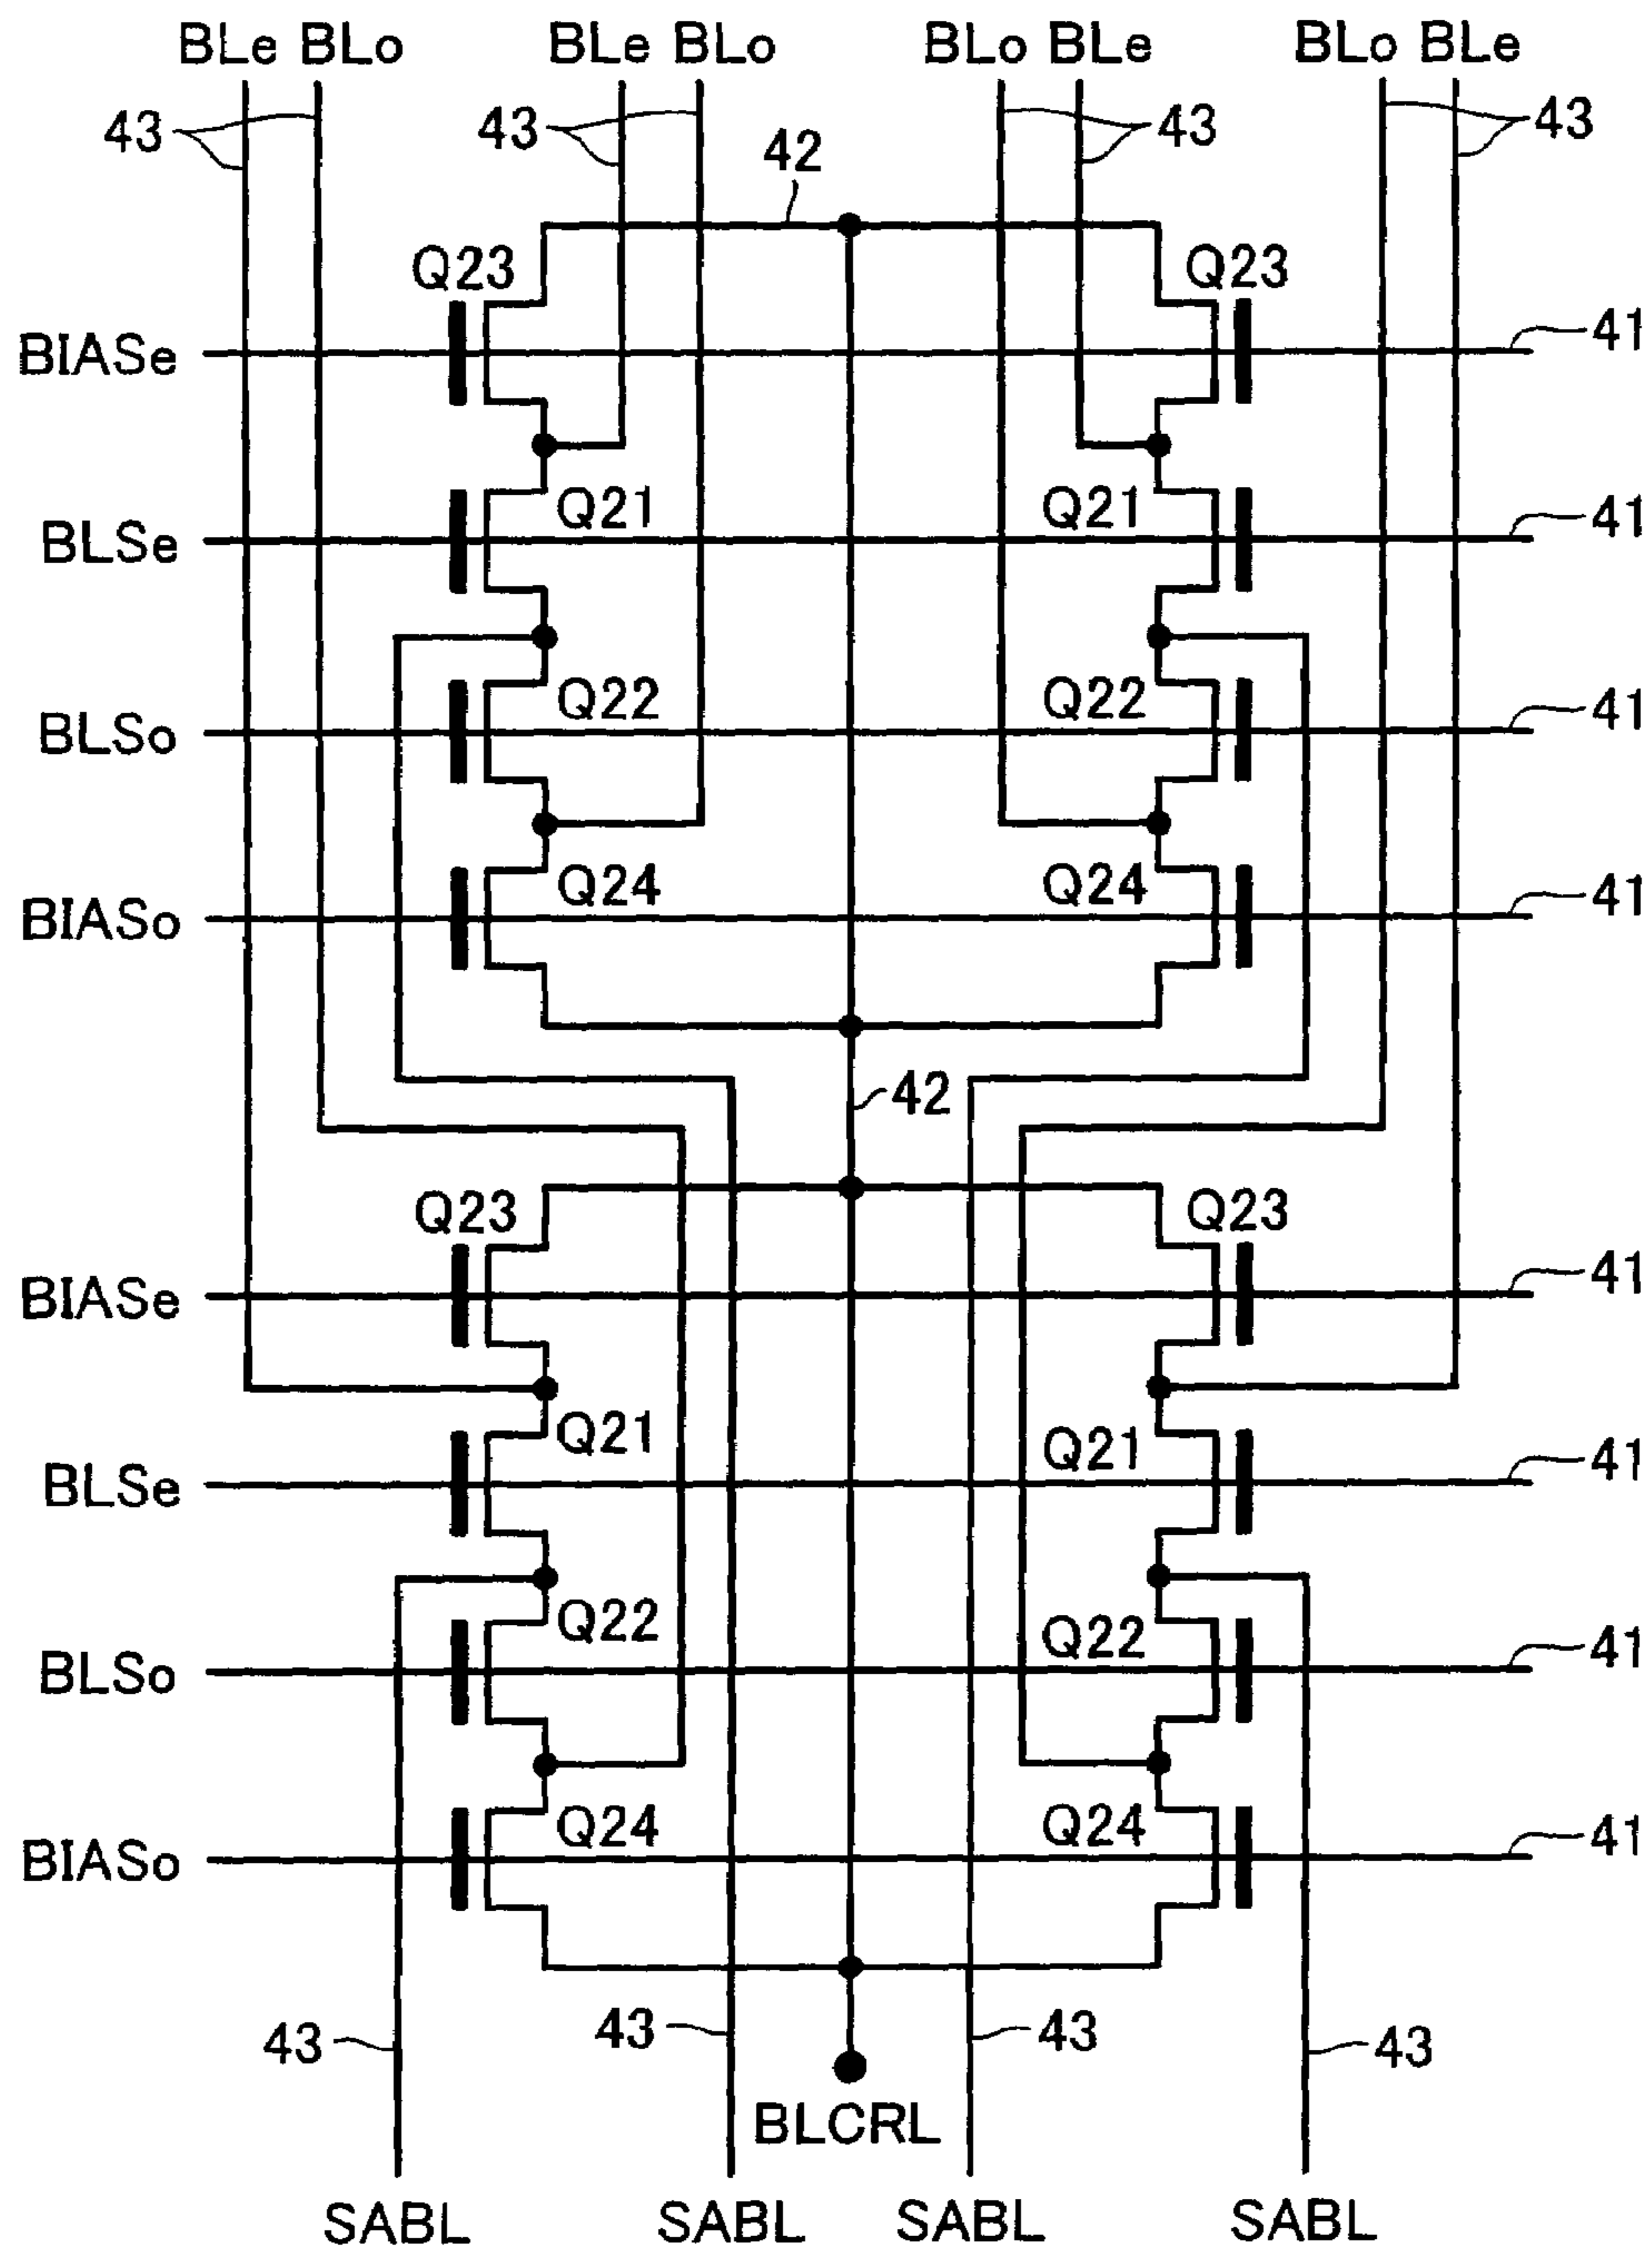 BLe BLo BLe BLo BLo BLe BLo BLe
43 43 43 43
42
Q23 Q23
BIASe 41
Q21 Q21
BLSe 41
Q22 Q22
BLSo 41
Q24 Q24
BIASo 41
42
Q23 Q23
BIASe 41
Q21 Q21
BLSe 41
Q22 Q22
BLSo 41
Q24 Q24
BIASo 41
43 43 43 43
BLCRL
SABL SABL SABL SABL